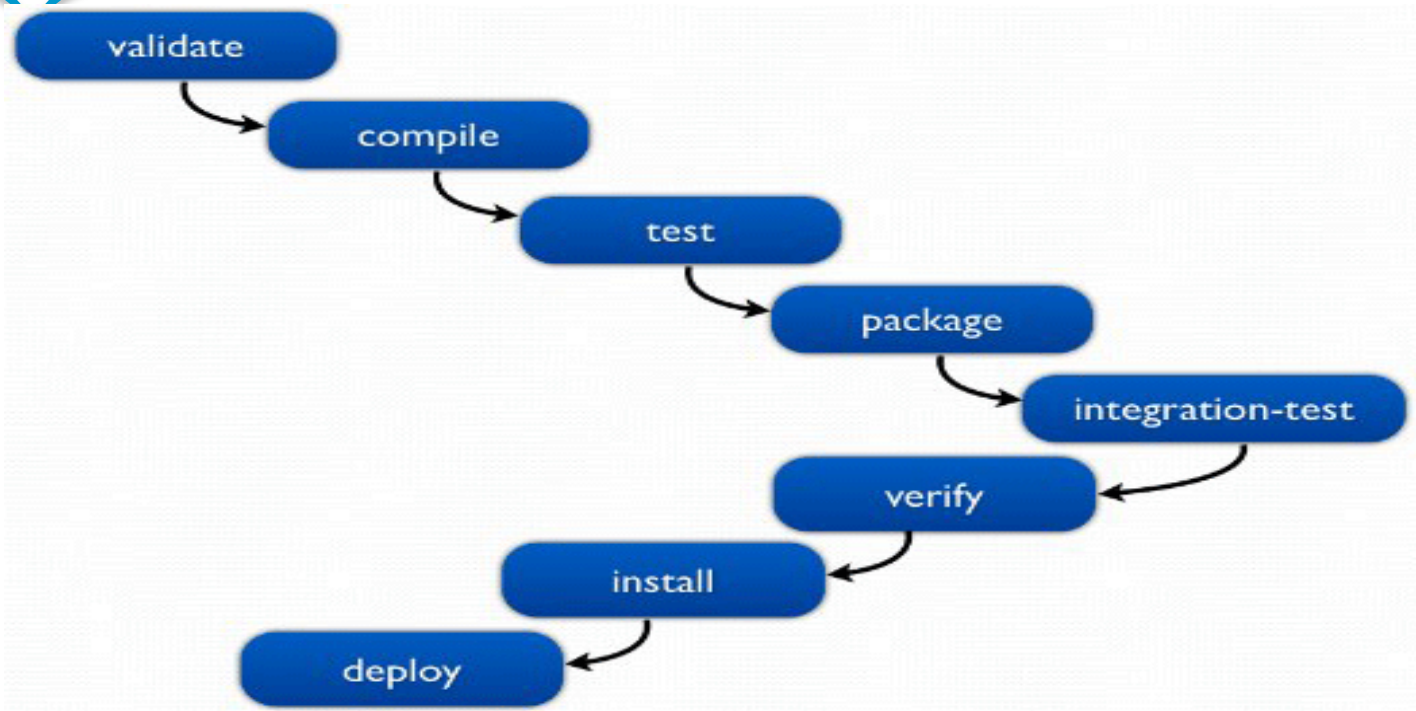 validate
compile
test
package
integration-test
verify
install
deploy